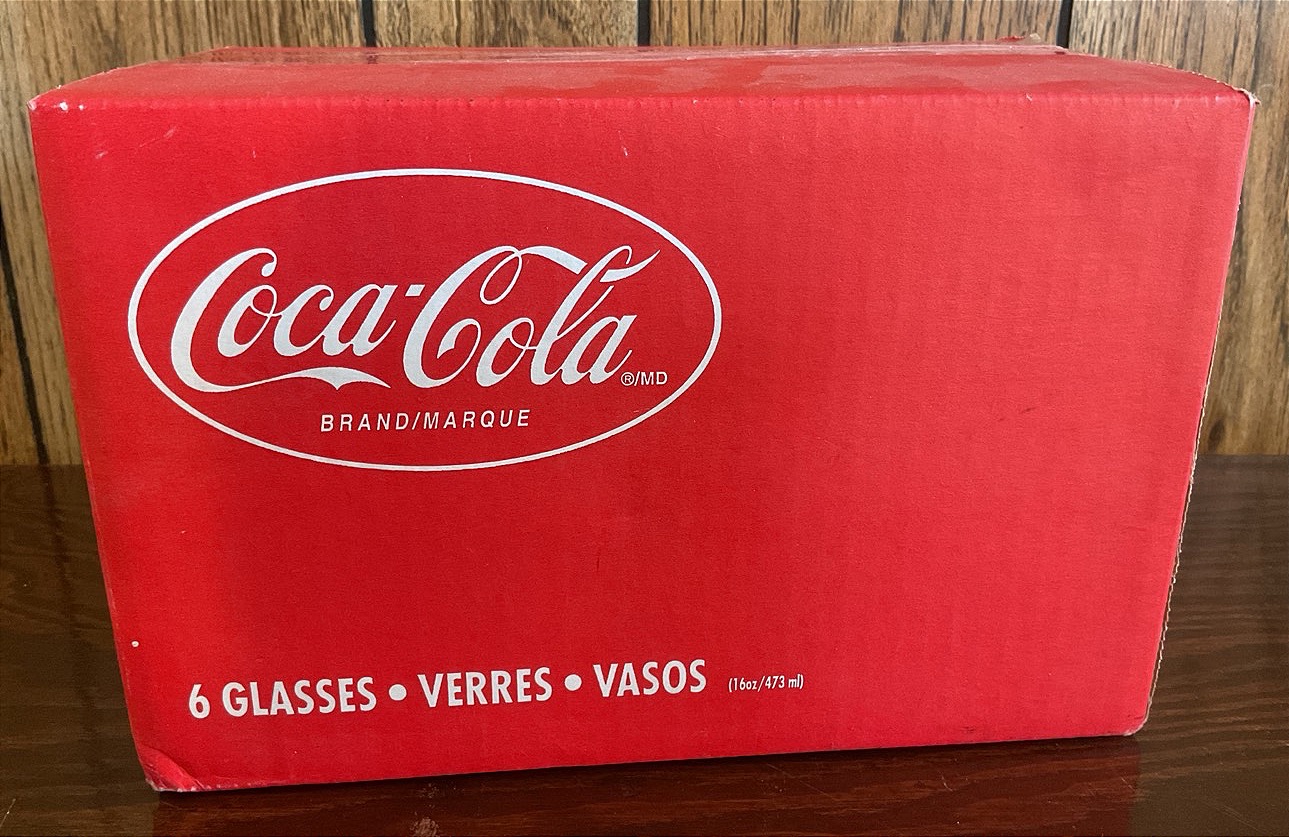 Coca-Cola ®/MD
BRAND/MARQUE
6 GLASSES • VERRES • VASOS (16oz/473 ml)